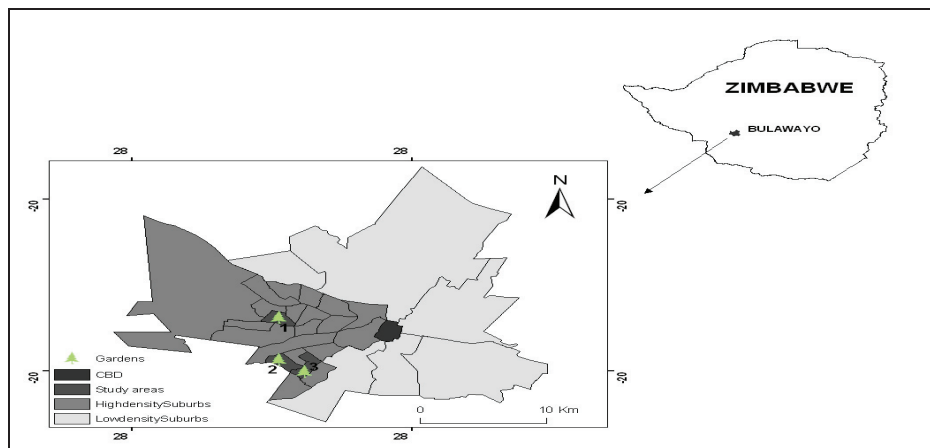 ZIMBABWE
BULAWAYO
28 28
-20 -20
N
1
2 3
Gardens
CBD
Study areas
HighdensitySuburbs
LowdensitySuburbs
0 10 Km
-20 -20
28 28